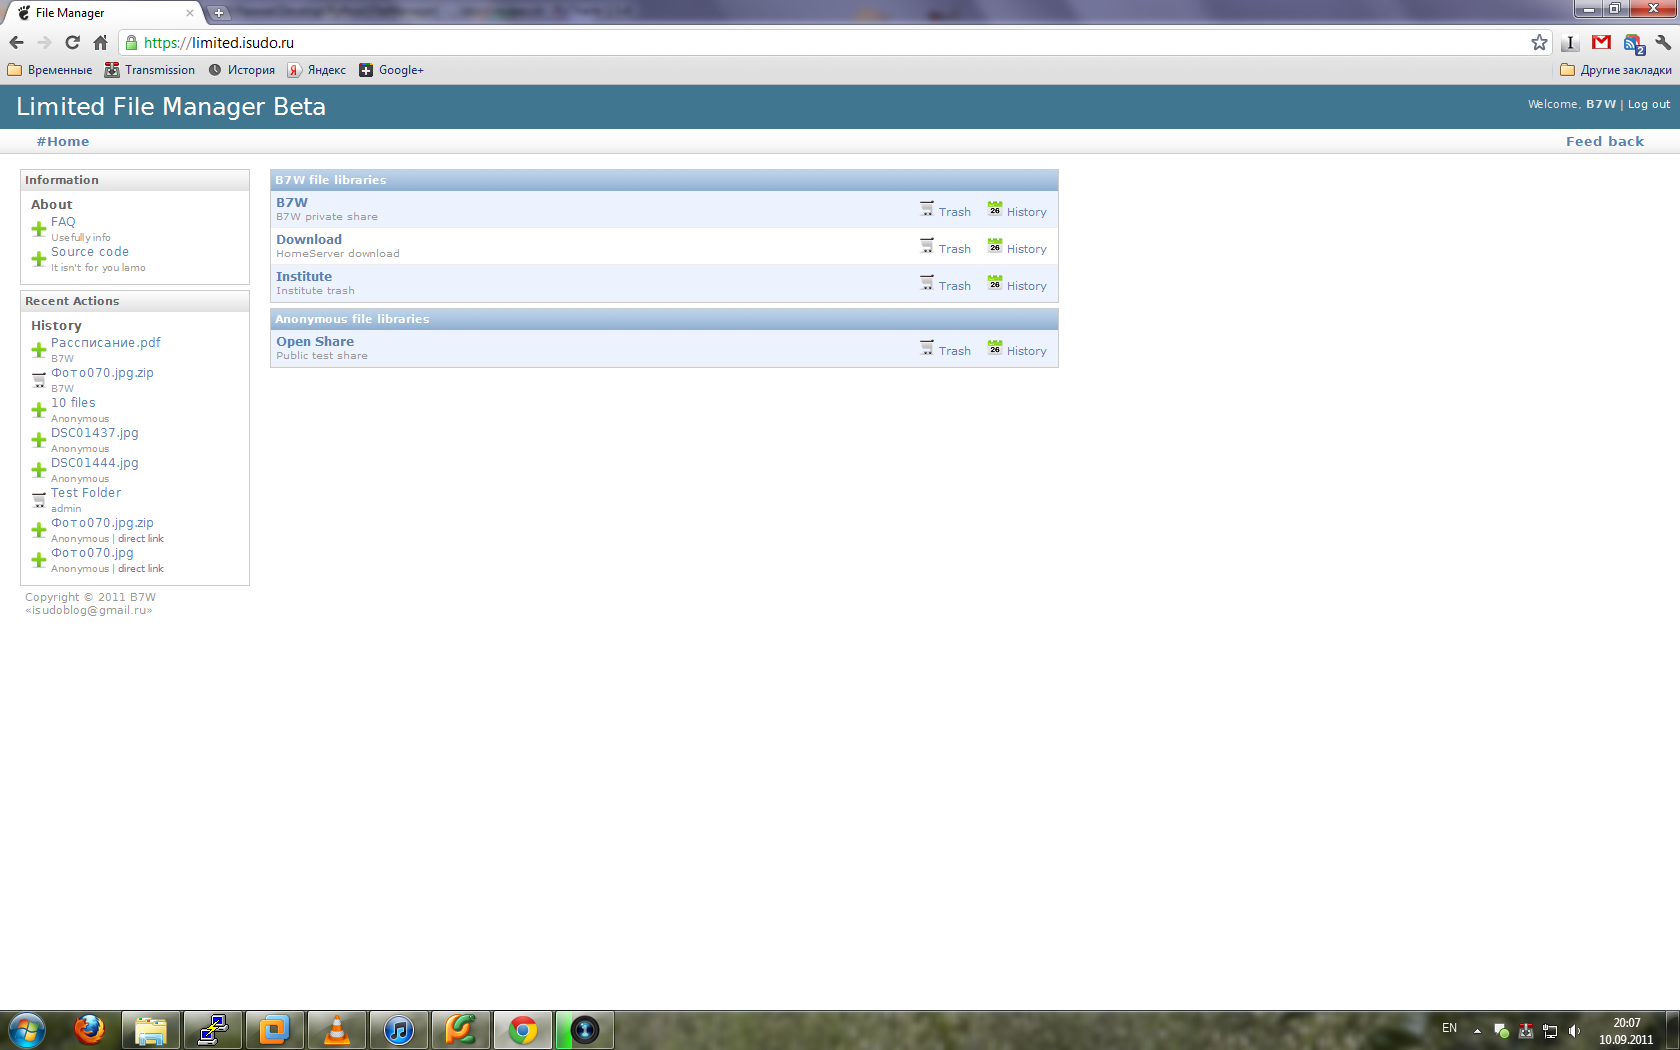 File Manager
https://limited.isudo.ru
2
Временные Transmission История Яндекс Google+ Другие закладки
Limited File Manager Beta
Welcome, B7W | Log out
#Home
Feed back
Information
About
FAQ
Usefully info
Source code
It isn't for you lamo
Recent Actions
History
Расспиcание.pdf
B7W
Фото070.jpg.zip
B7W
10 files
Anonymous
DSC01437.jpg
Anonymous
DSC01444.jpg
Anonymous
Test Folder
admin
Фото070.jpg.zip
Anonymous | direct link
Фото070.jpg
Anonymous | direct link
Copyright © 2011 B7W
«isudoblog@gmail.ru»
B7W file libraries
B7W
B7W private share
Trash 26 History
Download
HomeServer download
Trash 26 History
Institute
Institute trash
Trash 26 History
Anonymous file libraries
Open Share
Public test share
Trash 26 History
EN
20:07
10.09.2011